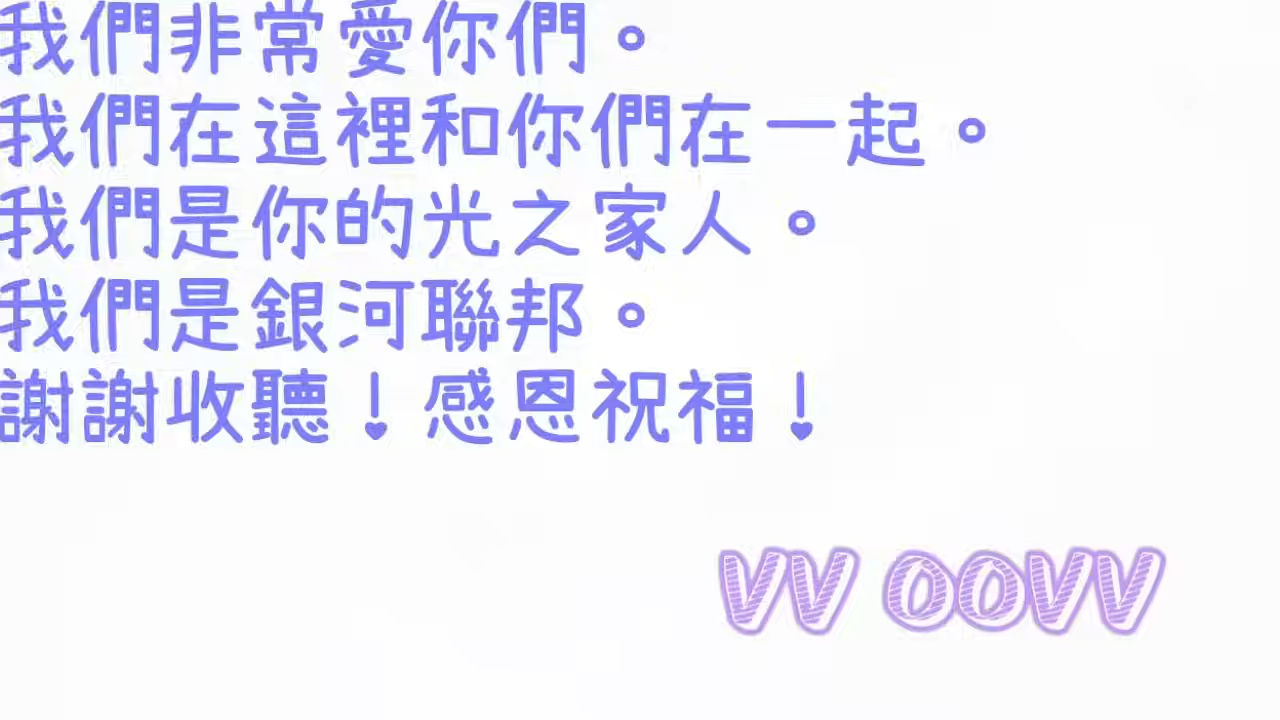 我們非常愛你們。
我們在這裡和你們在一起。
我們是你的光之家人。
我們是銀河聯邦。
謝謝收聽！感恩祝福！
VV OOVV